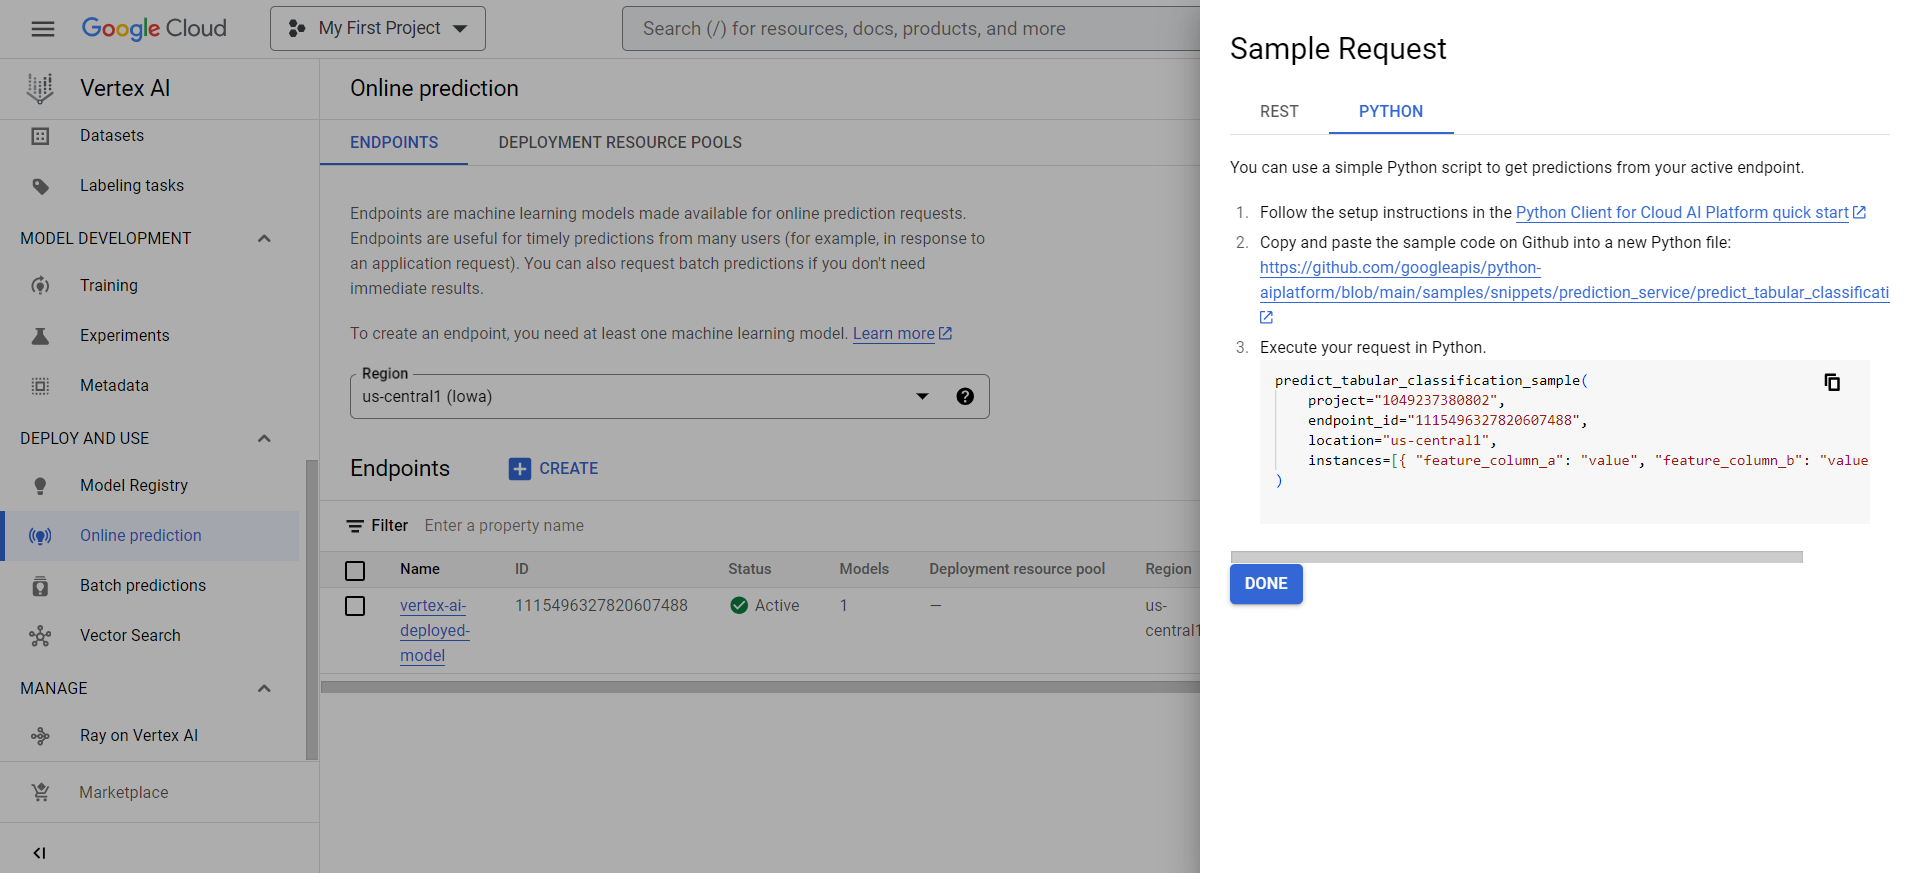 Google Cloud
My First Project
Search (/) for resources, docs, products, and more
Vertex AI
Datasets
Labeling tasks
MODEL DEVELOPMENT
Training
Experiments
Metadata
DEPLOY AND USE
Model Registry
Online prediction
Batch predictions
Vector Search
MANAGE
Ray on Vertex AI
Marketplace
Online prediction
ENDPOINTS
DEPLOYMENT RESOURCE POOLS
Endpoints are machine learning models made available for online prediction requests.
Endpoints are useful for timely predictions from many users (for example, in response to
an application request). You can also request batch predictions if you don't need
immediate results.
To create an endpoint, you need at least one machine learning model. Learn more
Region
us-central1 (Iowa)
Endpoints
CREATE
Filter Enter a property name
Name ID Status Models Deployment resource pool Region
vertex-ai- 1115496327820607488 Active 1 — us-
deployed- central1
model
Sample Request
REST
PYTHON
You can use a simple Python script to get predictions from your active endpoint.
1. Follow the setup instructions in the Python Client for Cloud AI Platform quick start
2. Copy and paste the sample code on Github into a new Python file:
https://github.com/googleapis/python-
aiplatform/blob/main/samples/snippets/prediction_service/predict_tabular_classificati
3. Execute your request in Python.
predict_tabular_classification_sample(
project="1049237380802",
endpoint_id="1115496327820607488",
location="us-central1",
instances=[{ "feature_column_a": "value", "feature_column_b": "value
)
DONE